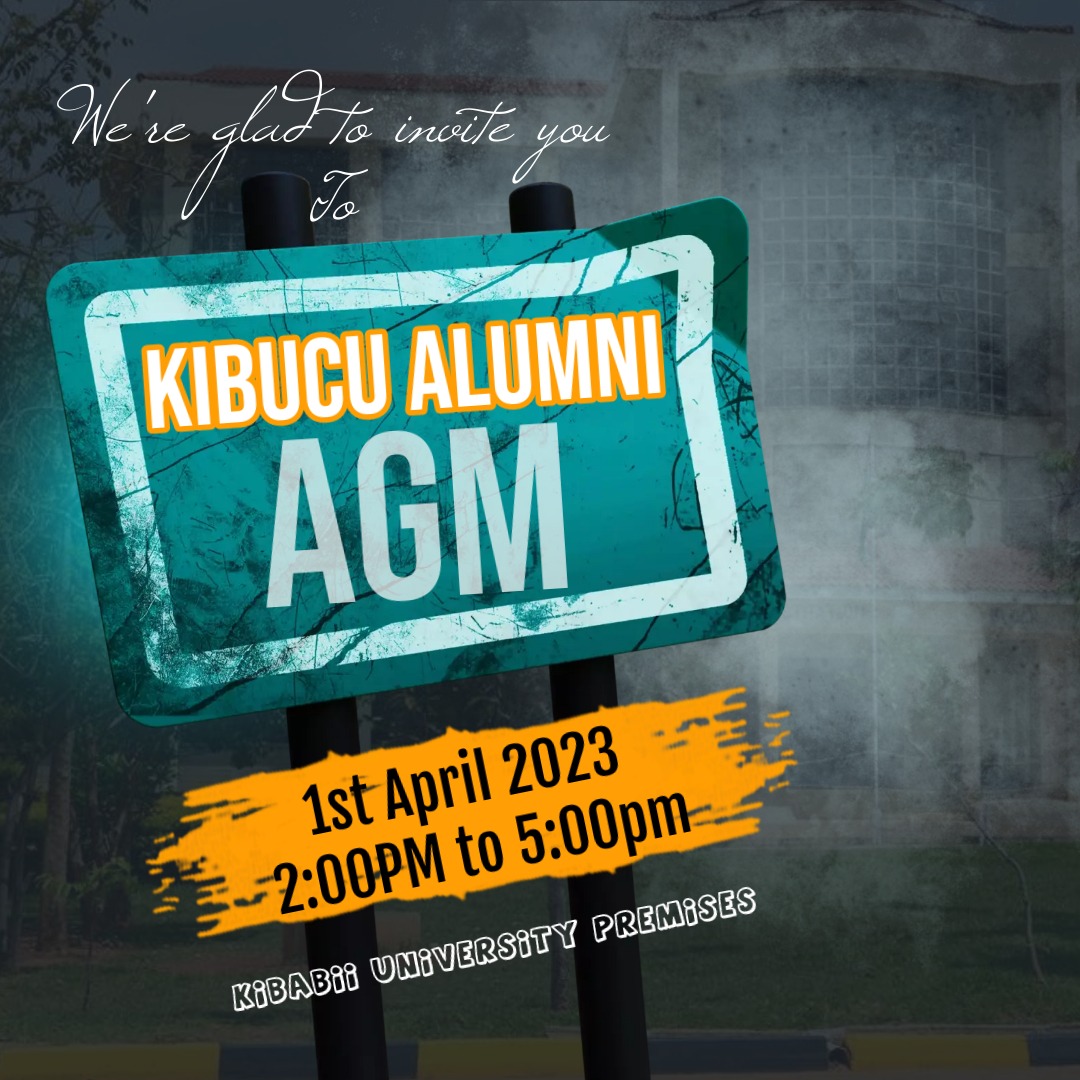 We're glad to invite you
To
KIBUCU ALUMNI
AGM
1st April 2023
2:00PM to 5:00pm
KiBABii UNiVERSiTY PREMiSES